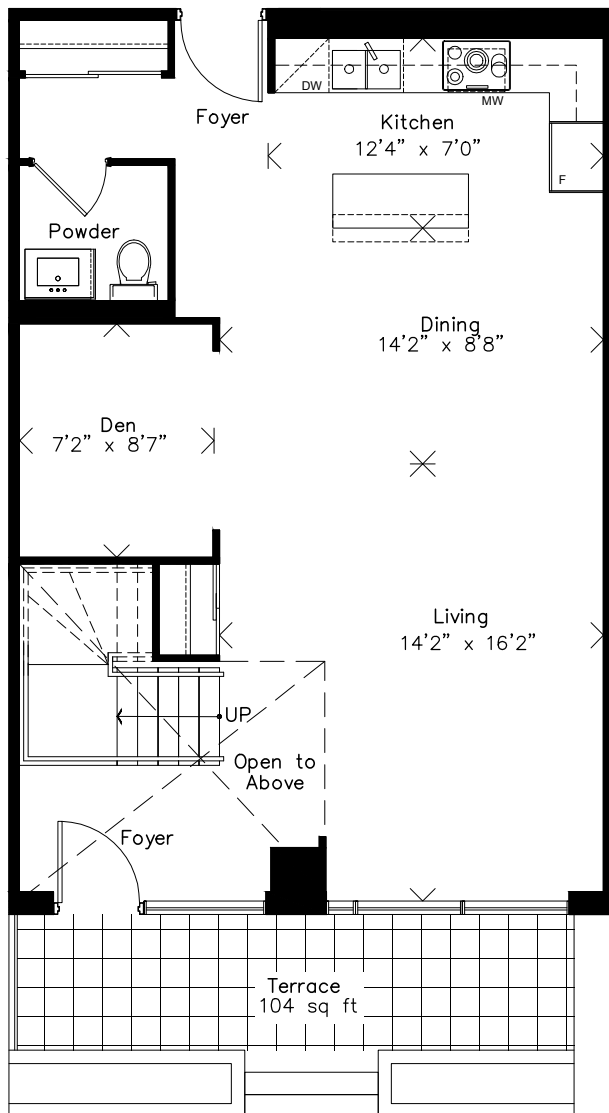 DW
MW
Foyer
Kitchen
12'4" x 7'0"
F
Powder
Dining
14'2" x 8'8"
Den
7'2" x 8'7"
Living
14'2" x 16'2"
UP
Open to
Above
Foyer
Terrace
104 sq ft